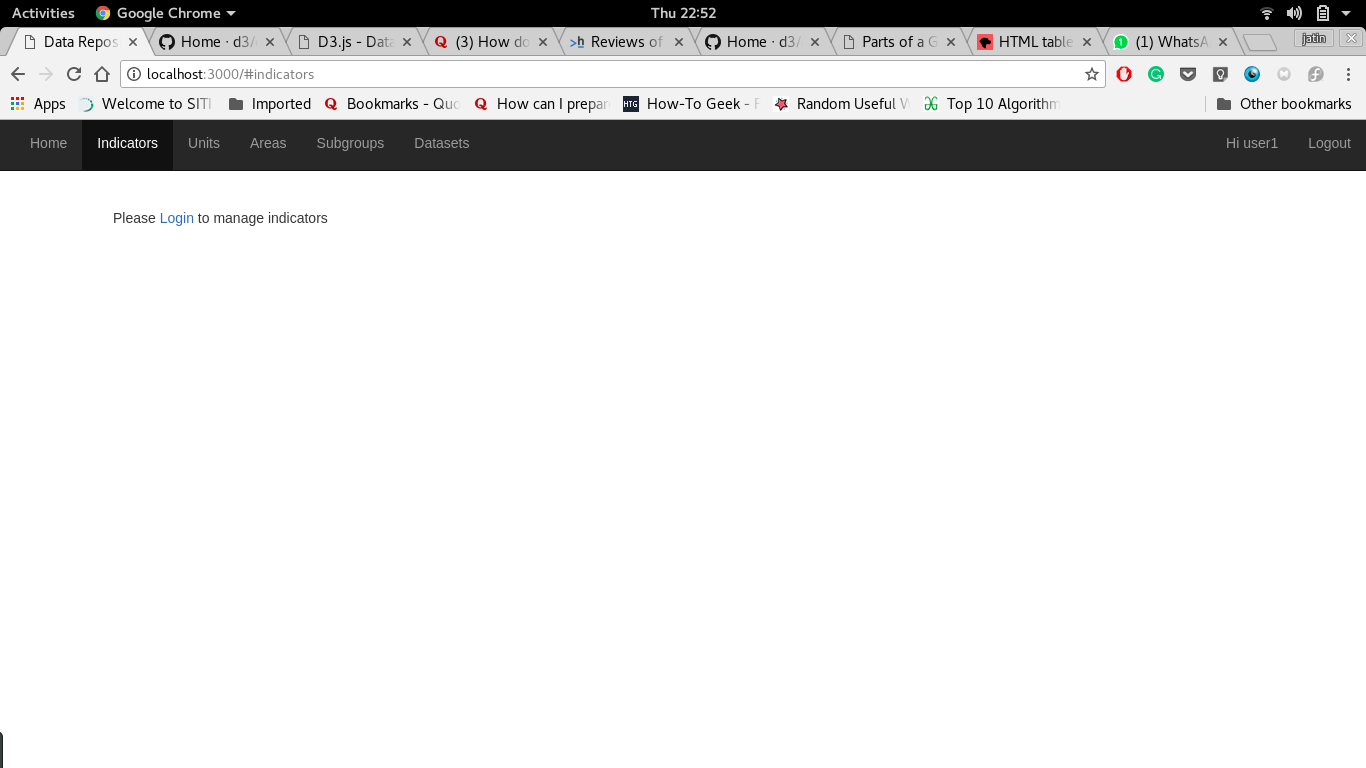 Activities Google Chrome Thu 22:52
Data Repos Home · d3/ D3.js - Data (3) How do Reviews of Home · d3/ Parts of a G HTML table (1) WhatsA jatin
localhost:3000/#indicators
Apps Welcome to SITI Imported Bookmarks - Quo How can I prepar HTG How-To Geek - F Random Useful W Top 10 Algorithm Other bookmarks
Home Indicators Units Areas Subgroups Datasets Hi user1 Logout
Please Login to manage indicators